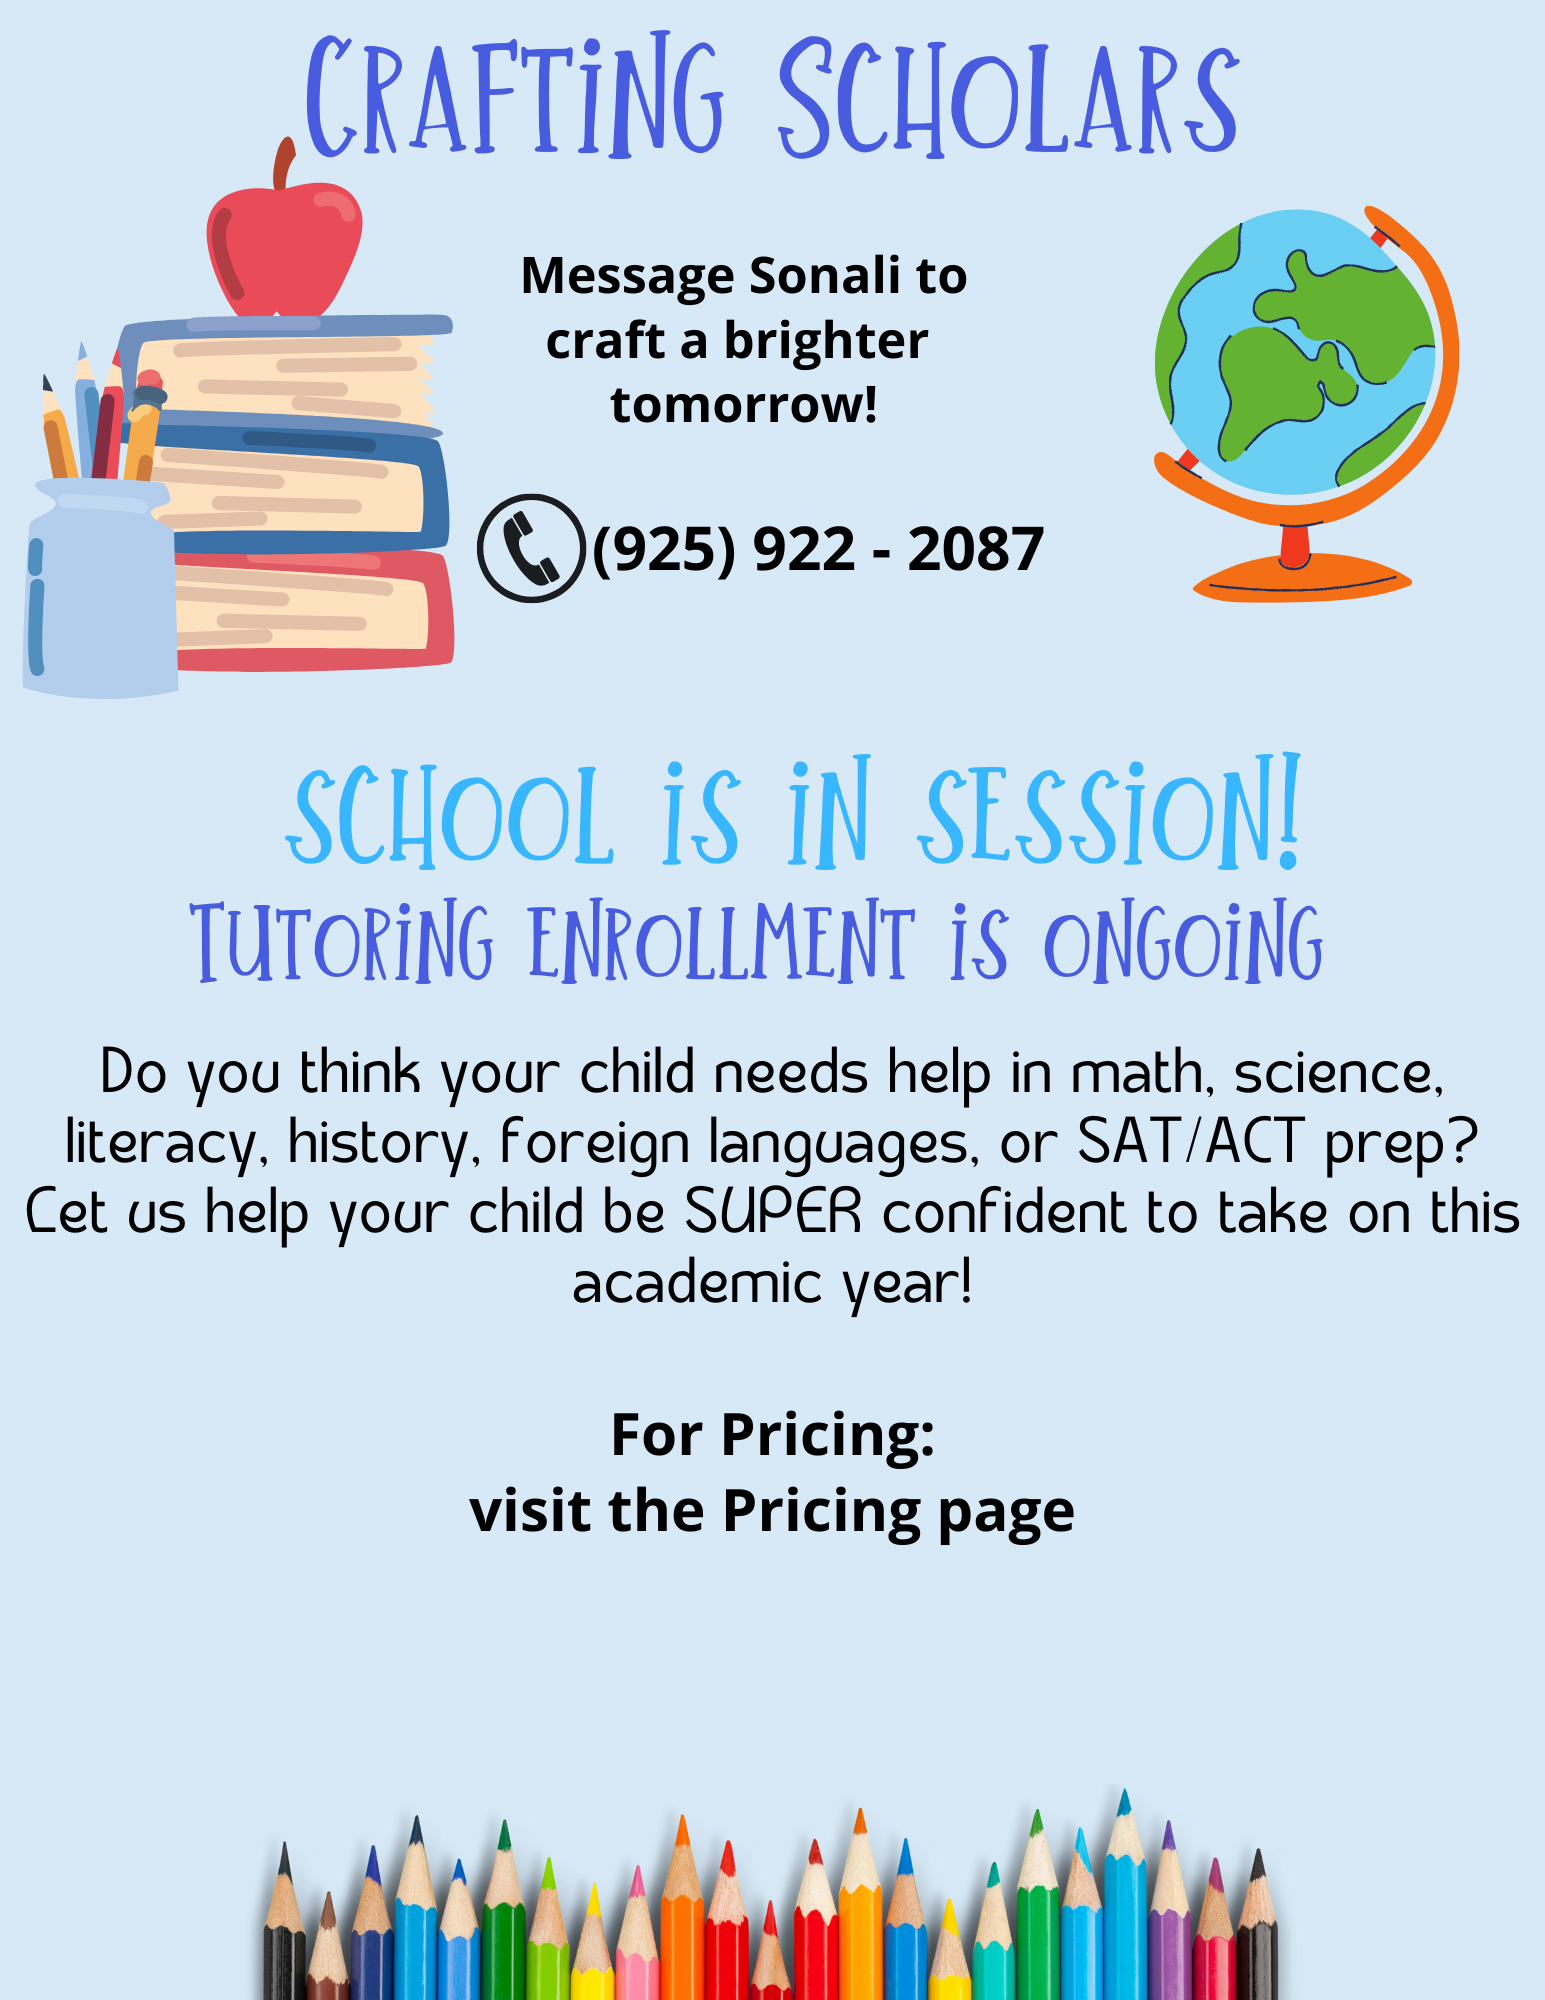 Crafting Scholars
Message Sonali to
craft a brighter
tomorrow!
(925) 922 - 2087
SCHOOL iS iN SESSiON!
TUTORiNG ENROLLMENT iS ONGOiNG
Do you think your child needs help in math, science,
literacy, history, foreign languages, or SAT/ACT prep?
Let us help your child be SUPER confident to take on this
academic year!
For Pricing:
visit the Pricing page